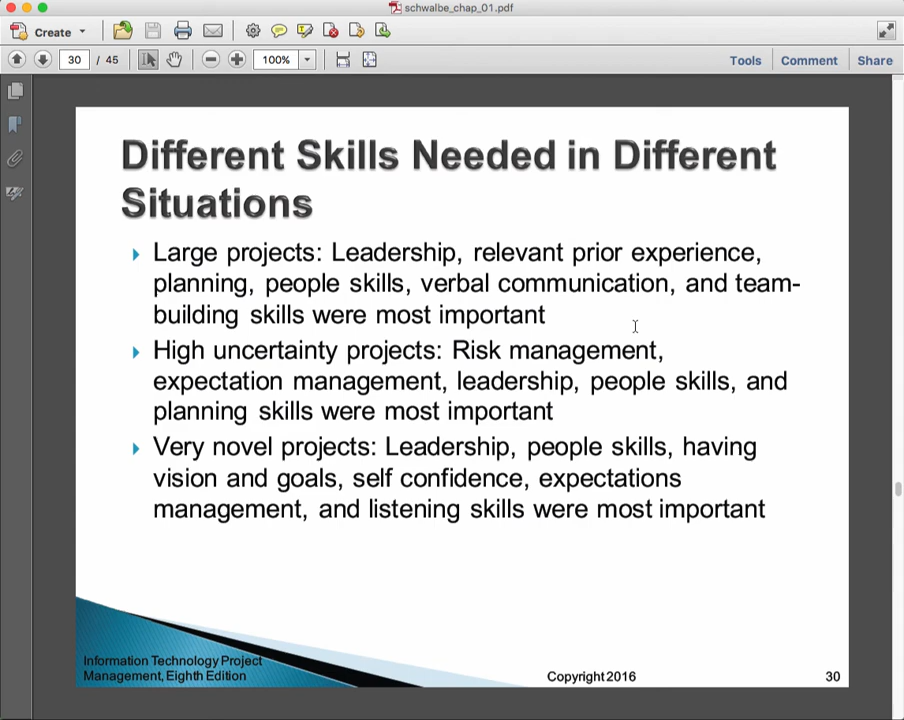 schwalbe_chap_01.pdf
Create
30 / 45 100% Tools Comment Share
Different Skills Needed in Different
Situations
Large projects: Leadership, relevant prior experience,
planning, people skills, verbal communication, and team-
building skills were most important
High uncertainty projects: Risk management,
expectation management, leadership, people skills, and
planning skills were most important
Very novel projects: Leadership, people skills, having
vision and goals, self confidence, expectations
management, and listening skills were most important
Information Technology Project
Management, Eighth Edition
Copyright 2016
30